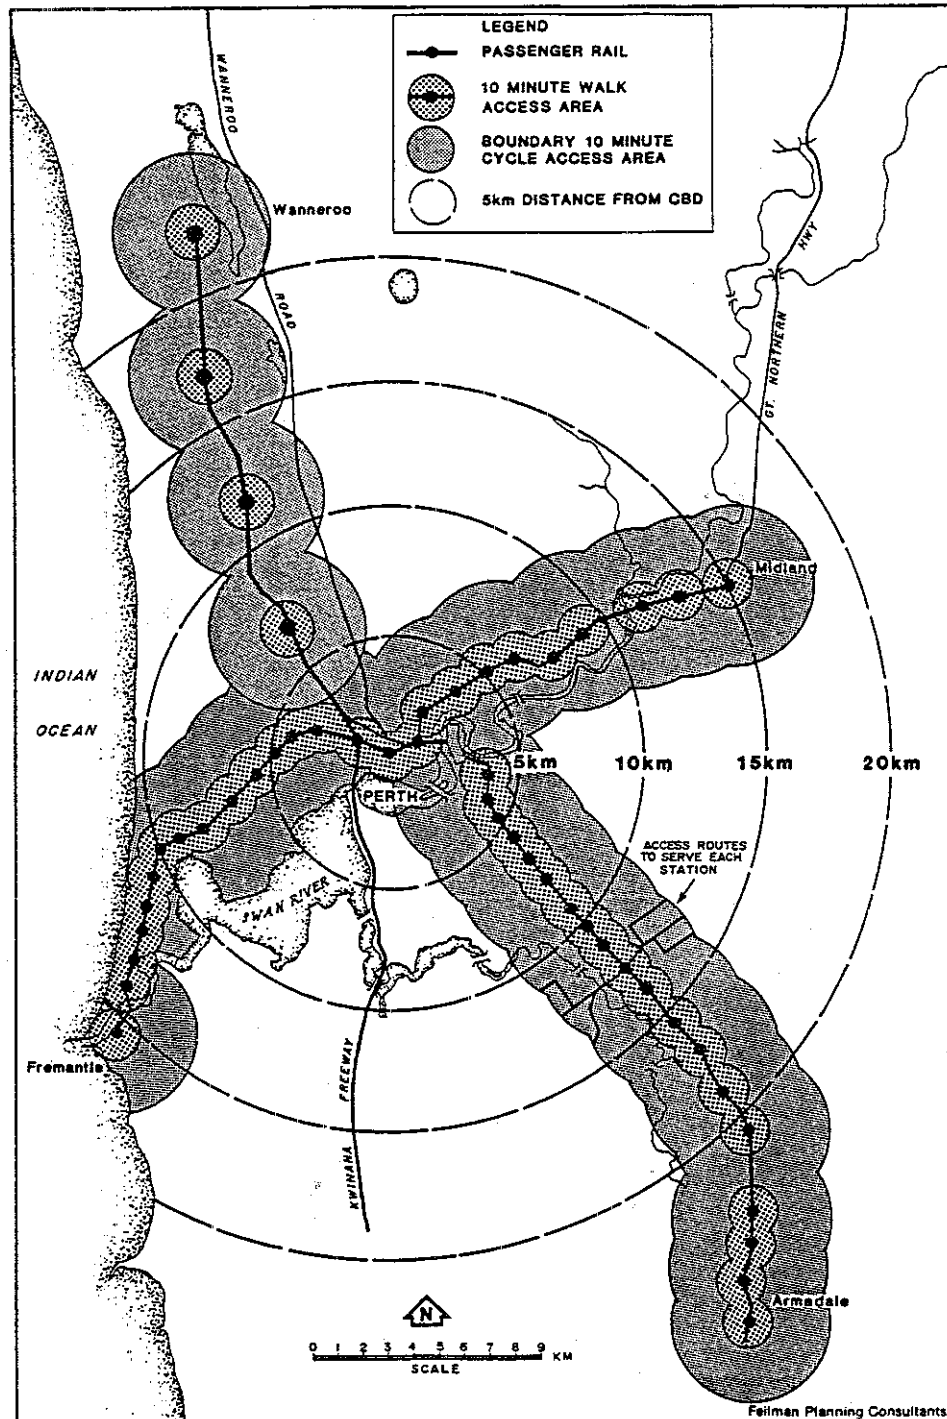 LEGEND
PASSENGER RAIL
10 MINUTE WALK
ACCESS AREA
BOUNDARY 10 MINUTE
CYCLE ACCESS AREA
5km DISTANCE FROM CBD
WANNEROO
ROAD
Wanneroo
HWY
GT. NORTHERN
Midland
INDIAN
OCEAN
5km
10km
15km
20km
PERTH
ACCESS ROUTES
TO SERVE EACH
STATION
SWAN RIVER
Fremantle
KWINANA FREEWAY
Armadale
N
0 1 2 3 4 5 6 7 8 9 KM
SCALE
Feilman Planning Consultants